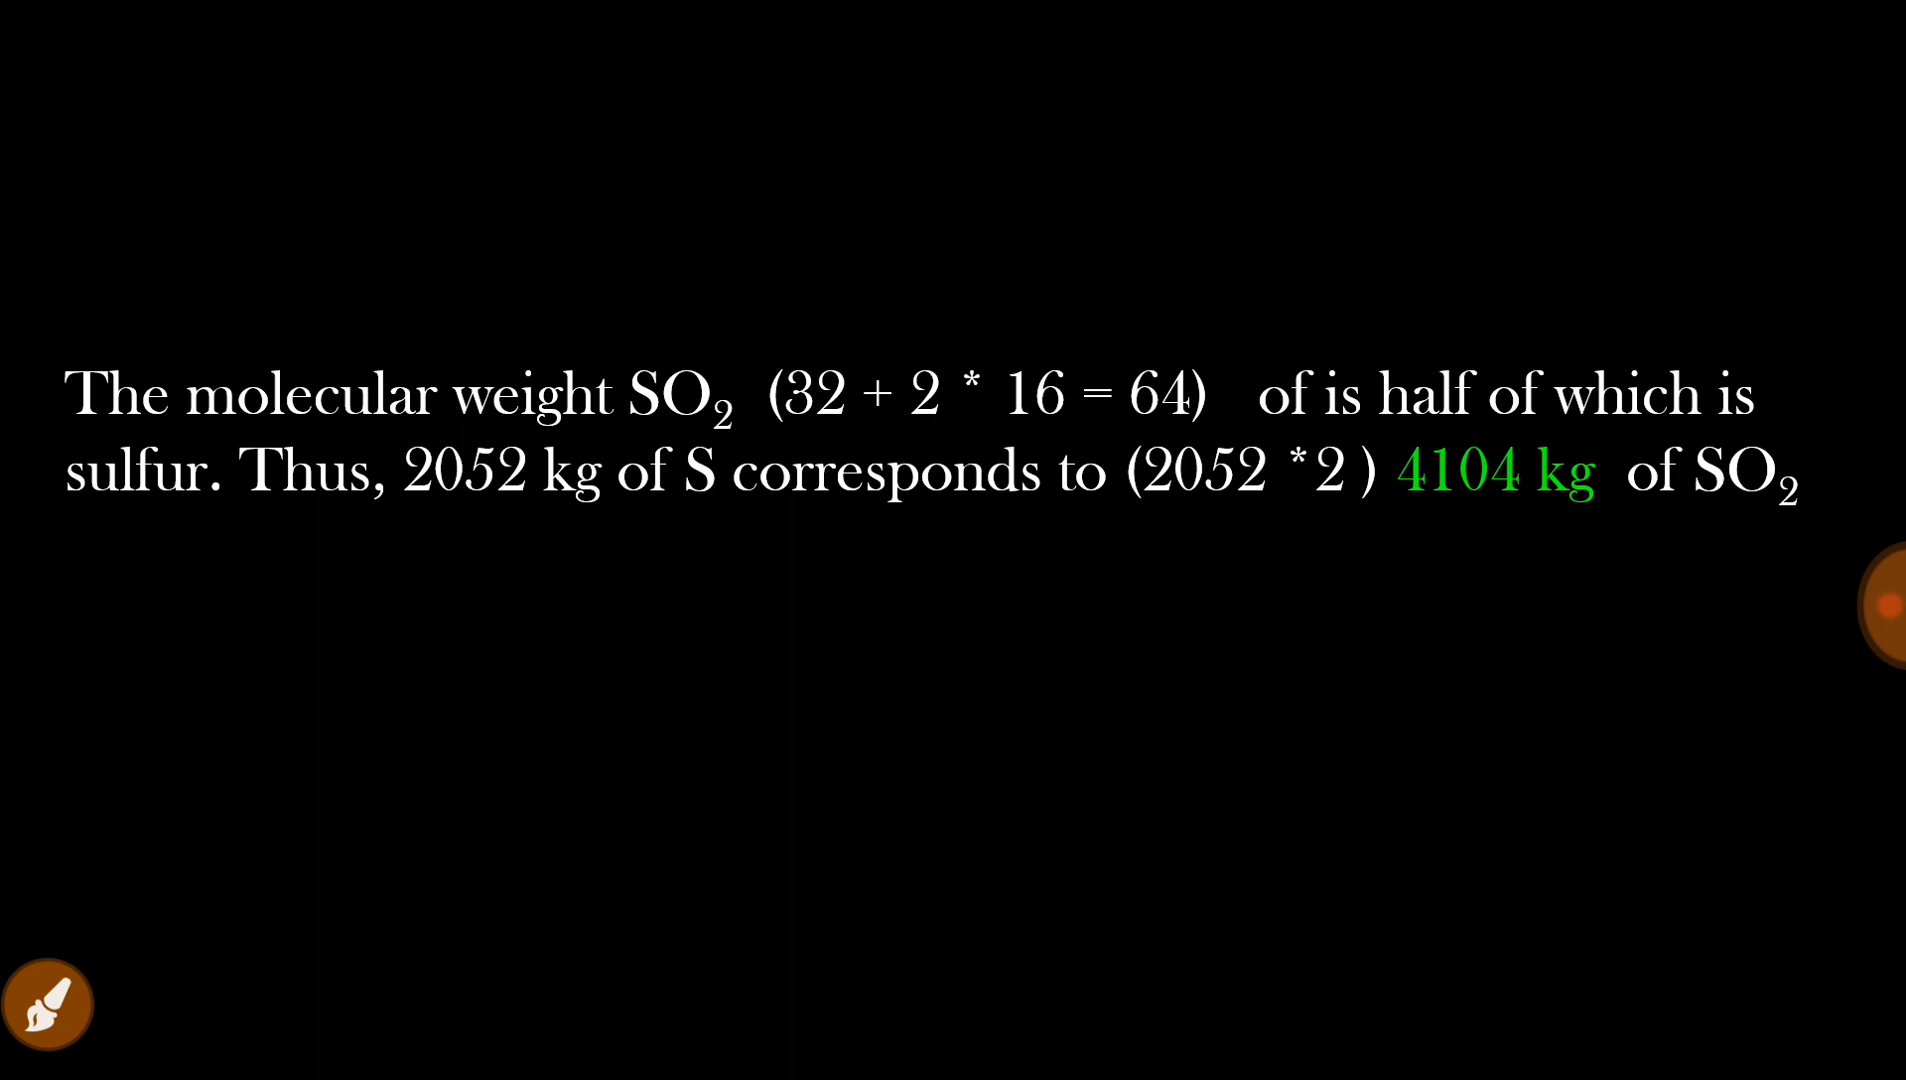 The molecular weight SO₂ (32 + 2 * 16 = 64) of is half of which is
sulfur. Thus, 2052 kg of S corresponds to (2052 *2 ) 4104 kg of SO₂